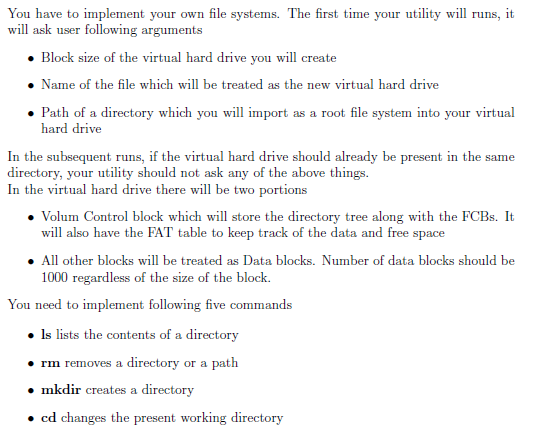 You have to implement your own file systems. The first time your utility will runs, it
will ask user following arguments
• Block size of the virtual hard drive you will create
• Name of the file which will be treated as the new virtual hard drive
• Path of a directory which you will import as a root file system into your virtual
hard drive
In the subsequent runs, if the virtual hard drive should already be present in the same
directory, your utility should not ask any of the above things.
In the virtual hard drive there will be two portions
• Volum Control block which will store the directory tree along with the FCBs. It
will also have the FAT table to keep track of the data and free space
• All other blocks will be treated as Data blocks. Number of data blocks should be
1000 regardless of the size of the block.
You need to implement following five commands
• ls lists the contents of a directory
• rm removes a directory or a path
• mkdir creates a directory
• cd changes the present working directory